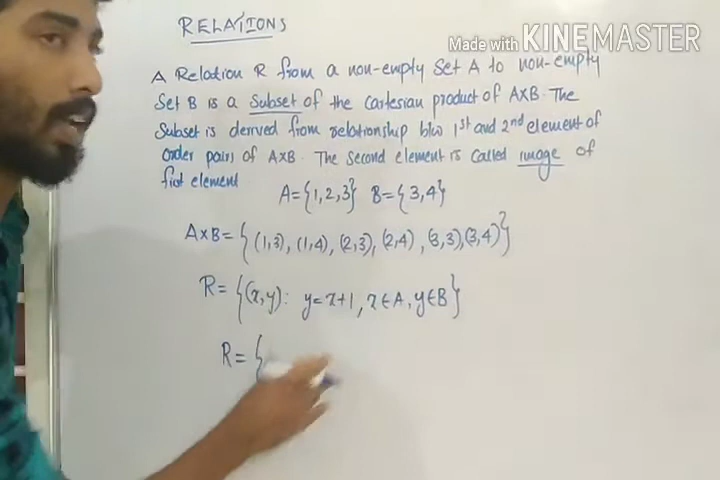 RELATIONS
Made with KINEMASTER
A Relation R from a non-empty Set A to non-empty
Set B is a Subset of the Cartesian product of A×B. The
Subset is derived from relationship b/w 1st and 2nd element of
order pairs of A×B. The second element is called image of
first element
A={1,2,3} B={3,4}
A×B={(1,3), (1,4), (2,3), (2,4), (3,3), (3,4)}
R={(x,y): y=x+1, x∈A, y∈B}
R={